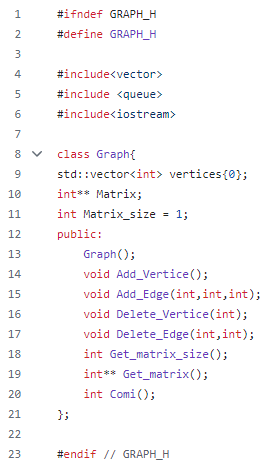 1 #ifndef GRAPH_H
2 #define GRAPH_H
3
4 #include<vector>
5 #include <queue>
6 #include<iostream>
7
8 class Graph{
9 std::vector<int> vertices{0};
10 int** Matrix;
11 int Matrix_size = 1;
12 public:
13     Graph();
14     void Add_Vertice();
15     void Add_Edge(int,int,int);
16     void Delete_Vertice(int);
17     void Delete_Edge(int,int);
18     int Get_matrix_size();
19     int** Get_matrix();
20     int Comi();
21 };
22
23 #endif // GRAPH_H